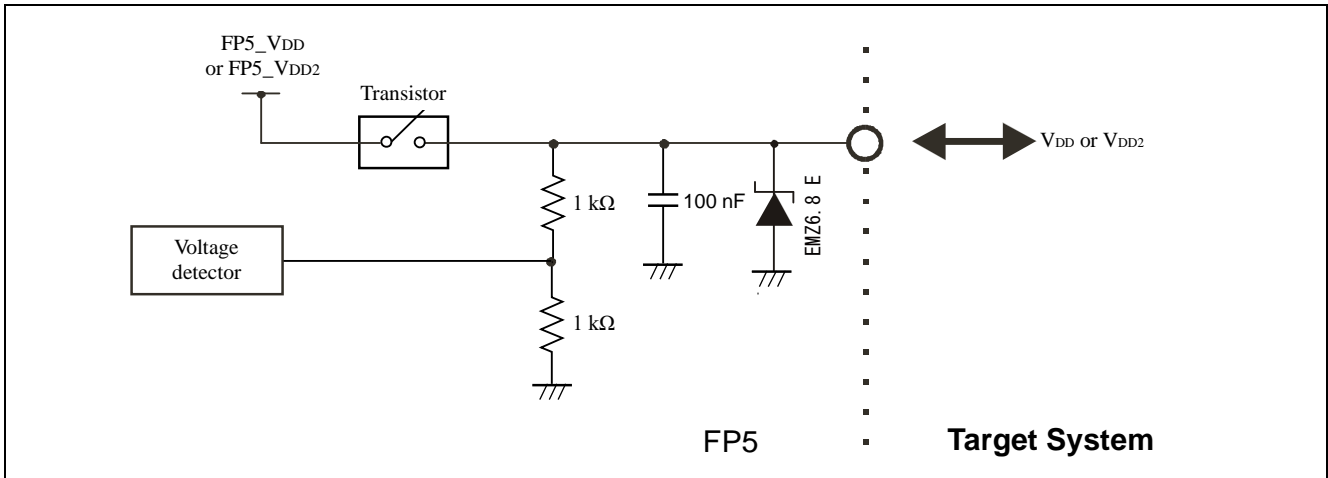 FP5_VDD
or FP5_VDD2
Transistor
VDD or VDD2
1 kΩ
100 nF
EMZ6.8 E
Voltage
detector
1 kΩ
FP5
Target System